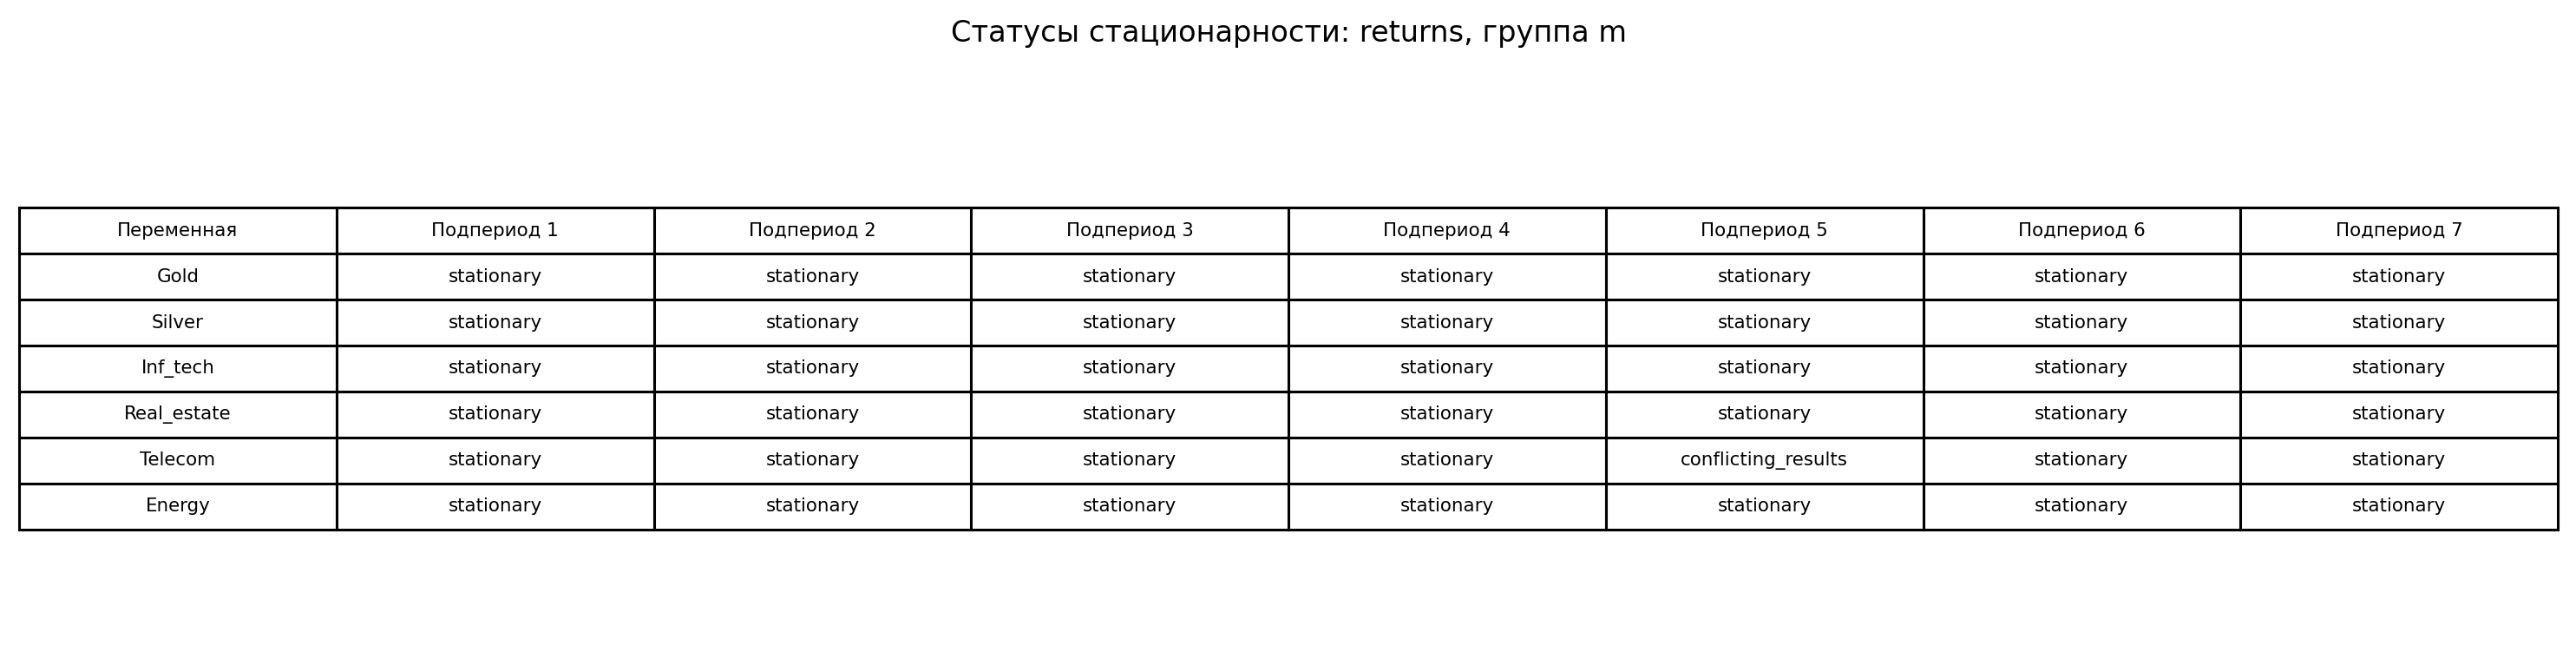 Статусы стационарности: returns, группа m
Переменная Подпериод 1 Подпериод 2 Подпериод 3 Подпериод 4 Подпериод 5 Подпериод 6 Подпериод 7
Gold stationary stationary stationary stationary stationary stationary stationary
Silver stationary stationary stationary stationary stationary stationary stationary
Inf_tech stationary stationary stationary stationary stationary stationary stationary
Real_estate stationary stationary stationary stationary stationary stationary stationary
Telecom stationary stationary stationary stationary conflicting_results stationary stationary
Energy stationary stationary stationary stationary stationary stationary stationary